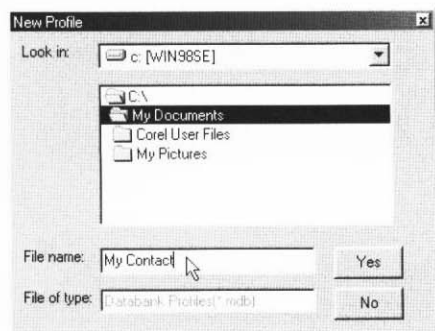 New Profile
Look in: c: [WIN98SE]
C:\
My Documents
Corel User Files
My Pictures
File name: My Contact
Yes
File of type: Databank Profiles(*.mdb)
No